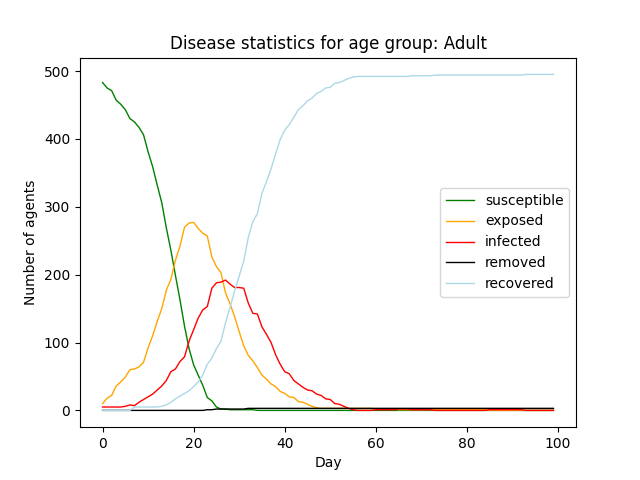 Disease statistics for age group: Adult
Number of agents
500
400
300
200
100
0
susceptible
exposed
infected
removed
recovered
0 20 40 60 80 100
Day